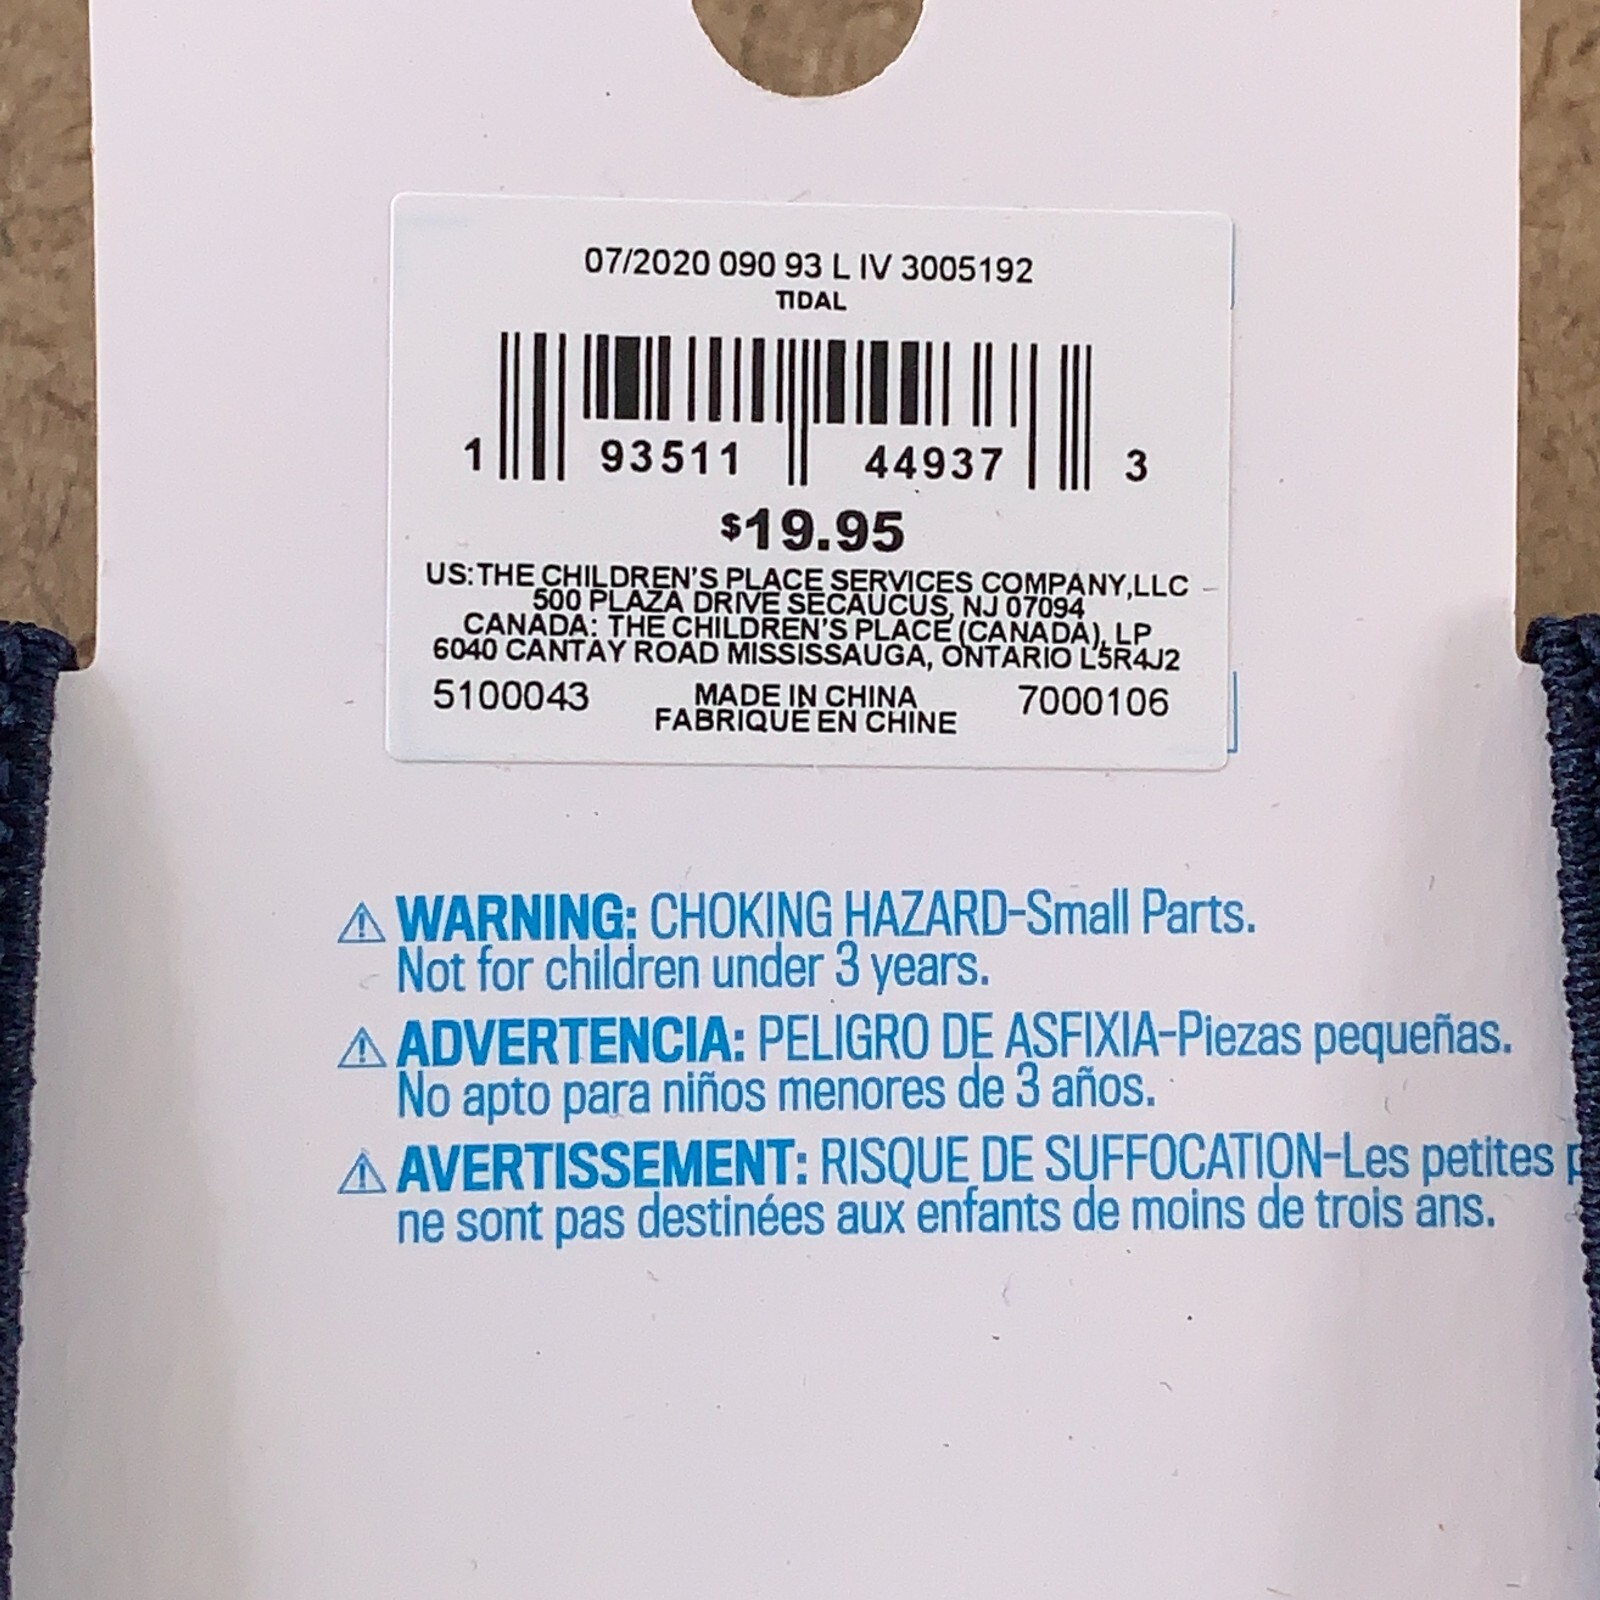 07/2020 090 93 L IV 3005192
TIDAL
1 93511 44937 3
$19.95
US:THE CHILDREN'S PLACE SERVICES COMPANY,LLC
500 PLAZA DRIVE SECAUCUS, NJ 07094
CANADA: THE CHILDREN'S PLACE (CANADA), LP
6040 CANTAY ROAD MISSISSAUGA, ONTARIO L5R4J2
5100043 MADE IN CHINA 7000106
FABRIQUÉ EN CHINE
⚠ WARNING: CHOKING HAZARD-Small Parts.
Not for children under 3 years.
⚠ ADVERTENCIA: PELIGRO DE ASFIXIA-Piezas pequeñas.
No apto para niños menores de 3 años.
⚠ AVERTISSEMENT: RISQUE DE SUFFOCATION-Les petites
ne sont pas destinées aux enfants de moins de trois ans.